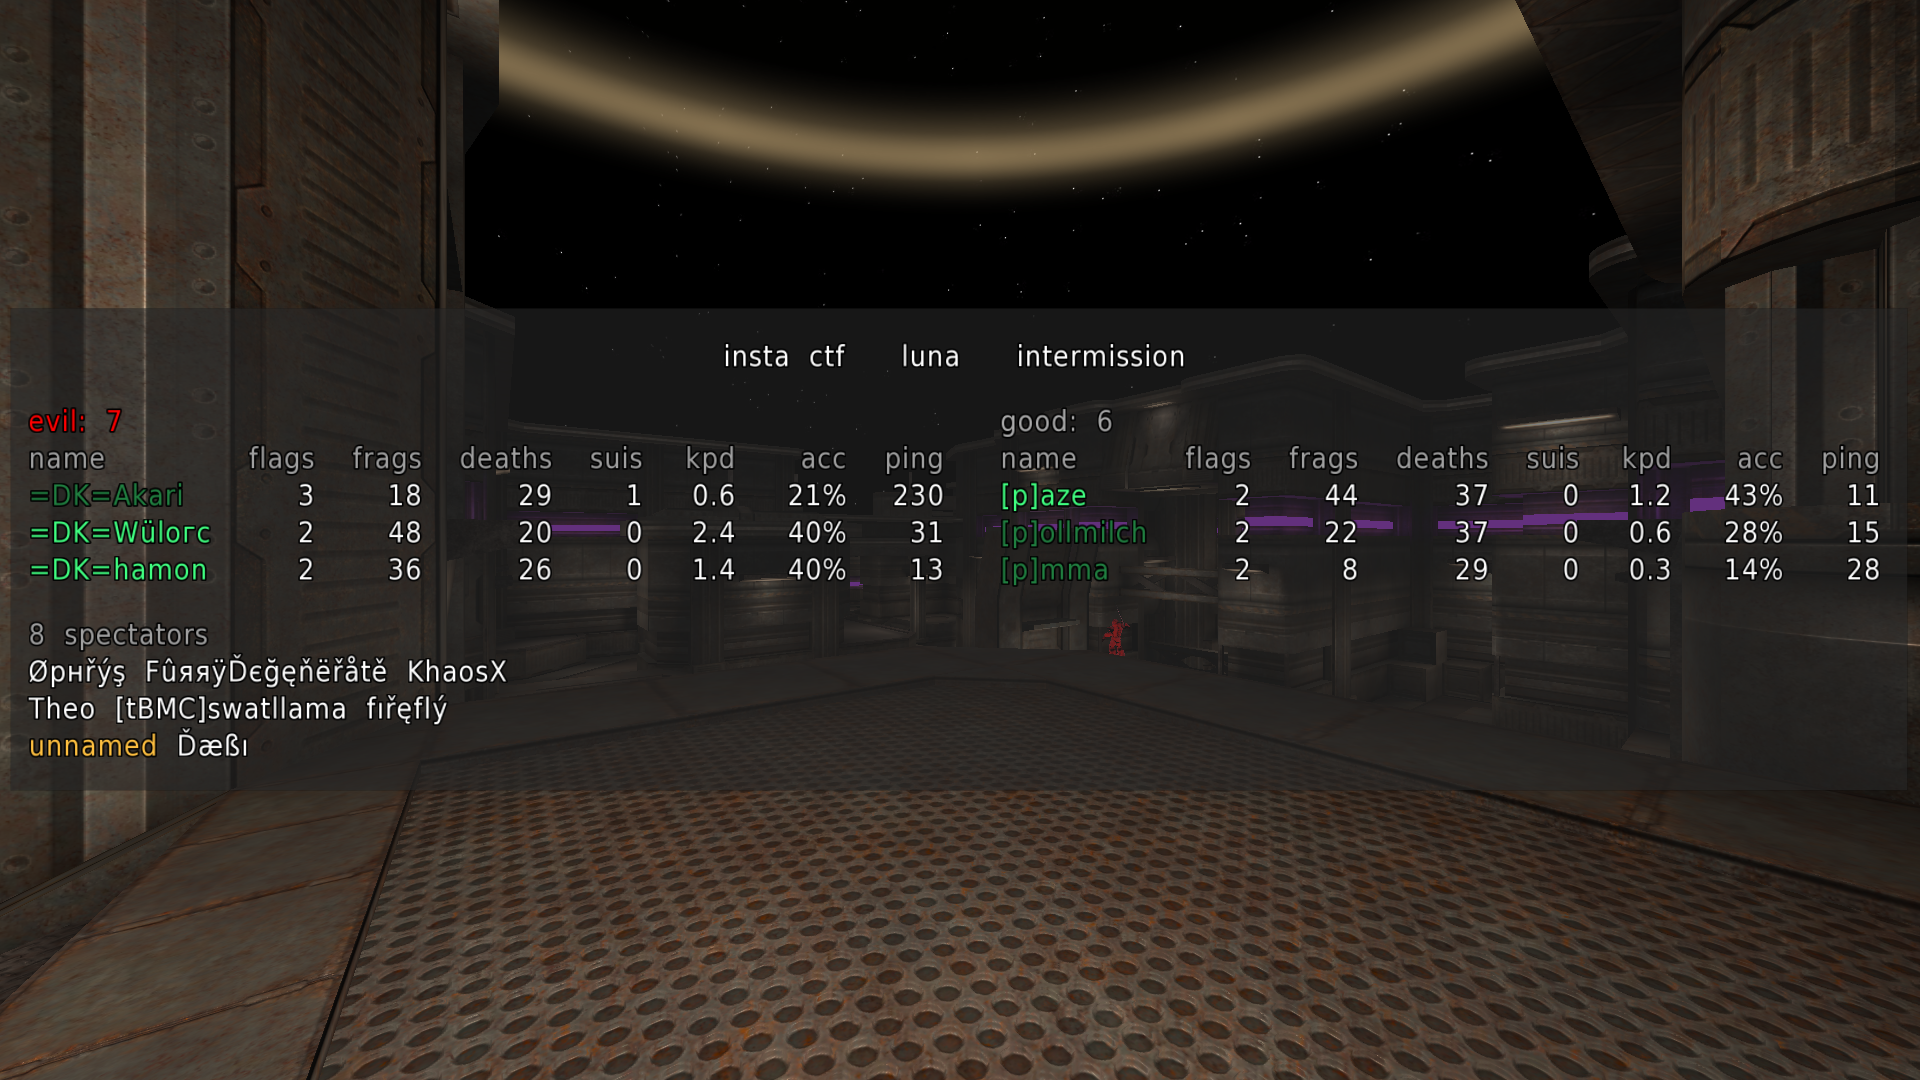 insta ctf luna intermission
evil: 7
name flags frags deaths suis kpd acc ping
=DK=Akari 3 18 29 1 0.6 21% 230
=DK=Wülorc 2 48 20 0 2.4 40% 31
=DK=hamon 2 36 26 0 1.4 40% 13
good: 6
name flags frags deaths suis kpd acc ping
[p]aze 2 44 37 0 1.2 43% 11
[p]ollmilch 2 22 37 0 0.6 28% 15
[p]mma 2 8 29 0 0.3 14% 28
8 spectators
Øpнřýş FûяяÿĎєğęňëřåtě KhaosX
Theo [tBMC]swatllama fıřęflý
unnamed Ďæßı